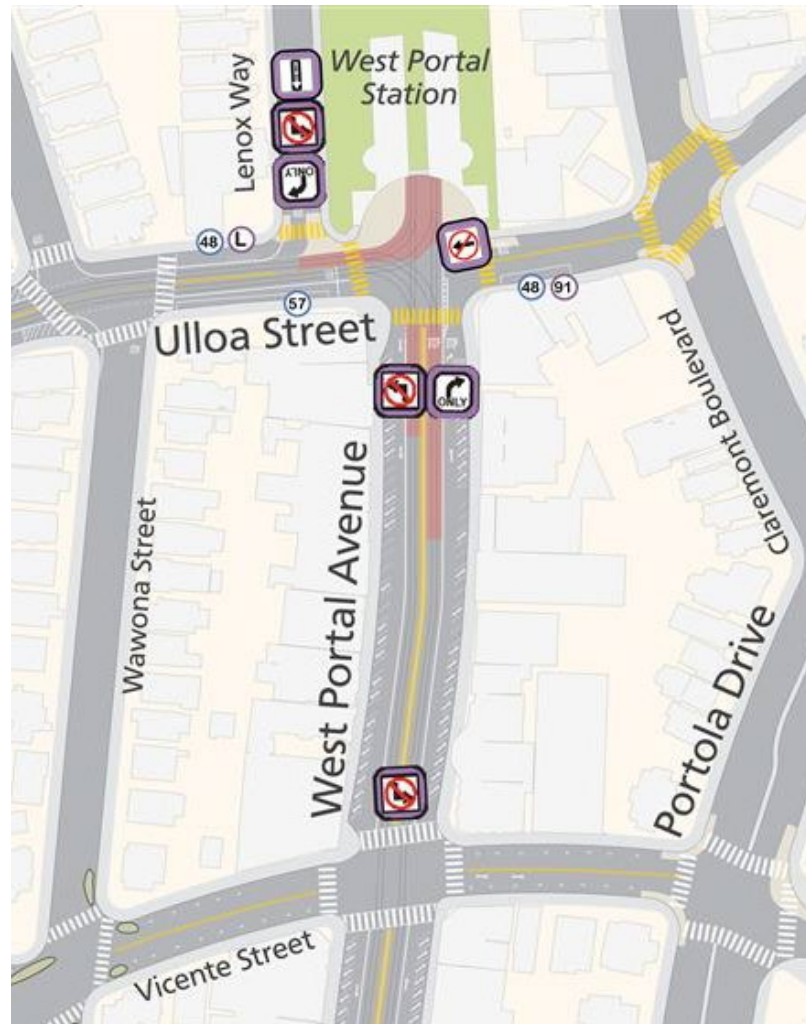 West Portal
Station
Lenox Way
ONLY
48
L
48
91
57
Ulloa Street
ONLY
Claremont Boulevard
West Portal Avenue
Wawona Street
Portola Drive
Vicente Street